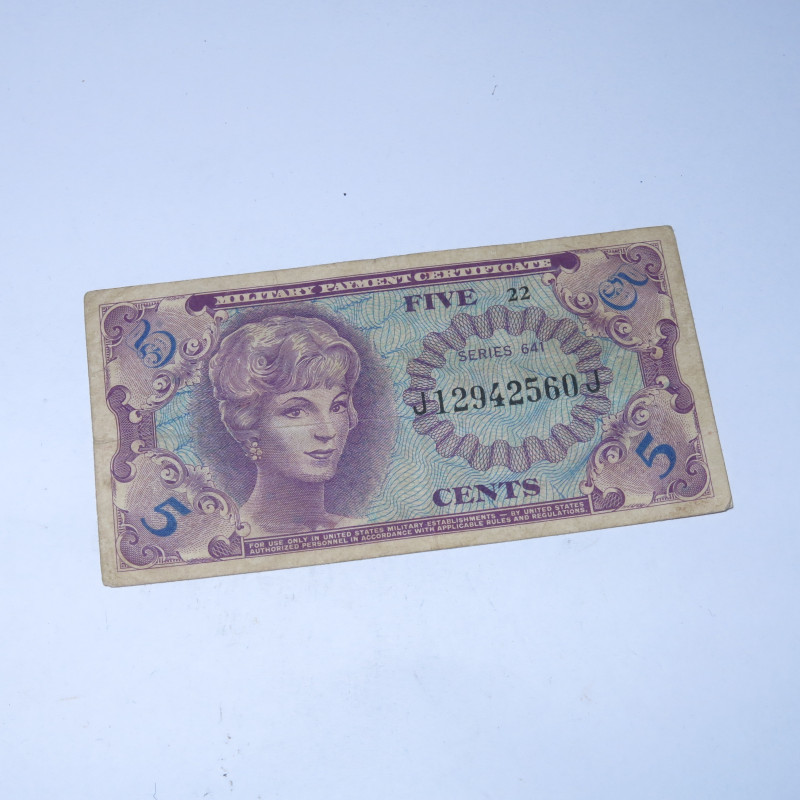 MILITARY PAYMENT CERTIFICATE
FIVE 22
5 5
SERIES 641
J12942560J
CENTS
5 5
FOR USE ONLY IN UNITED STATES MILITARY ESTABLISHMENTS — BY UNITED STATES
AUTHORIZED PERSONNEL IN ACCORDANCE WITH APPLICABLE RULES AND REGULATIONS.